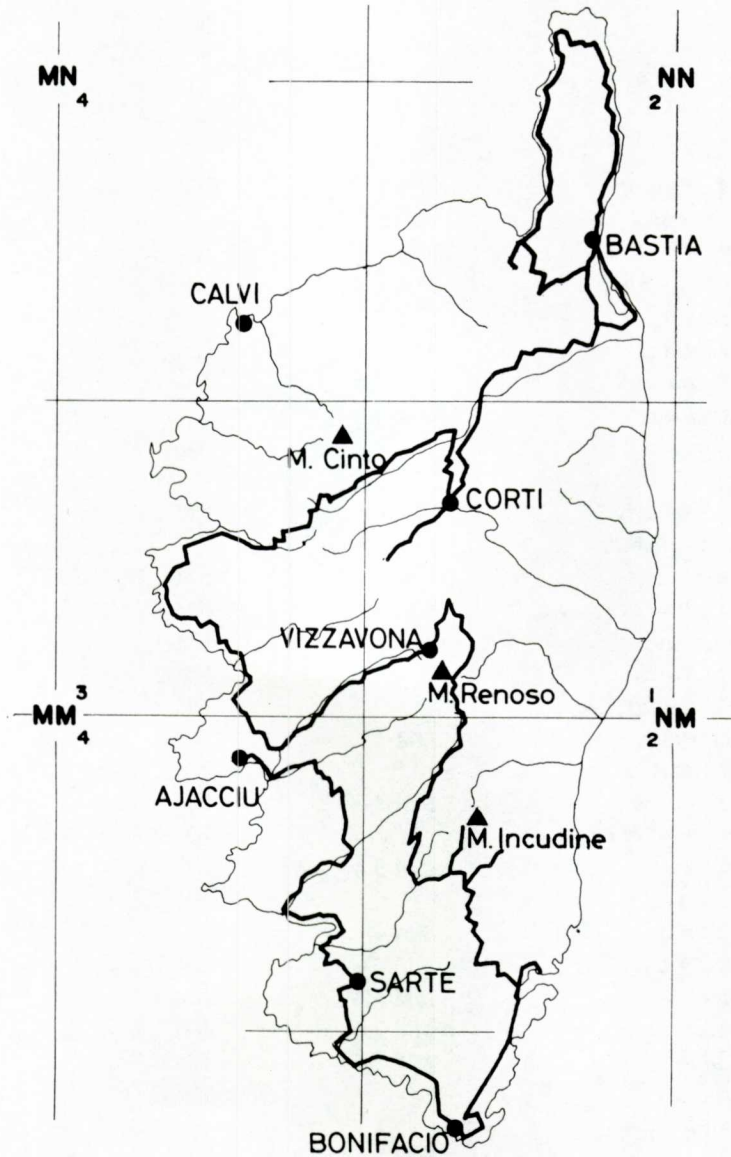 MN 4
NN 2
BASTIA
CALVI
M. Cinto
CORTI
VIZZAVONA
M. Renoso
MM 3 4
NM 1 2
AJACCIU
M. Incudine
SARTE
BONIFACIO